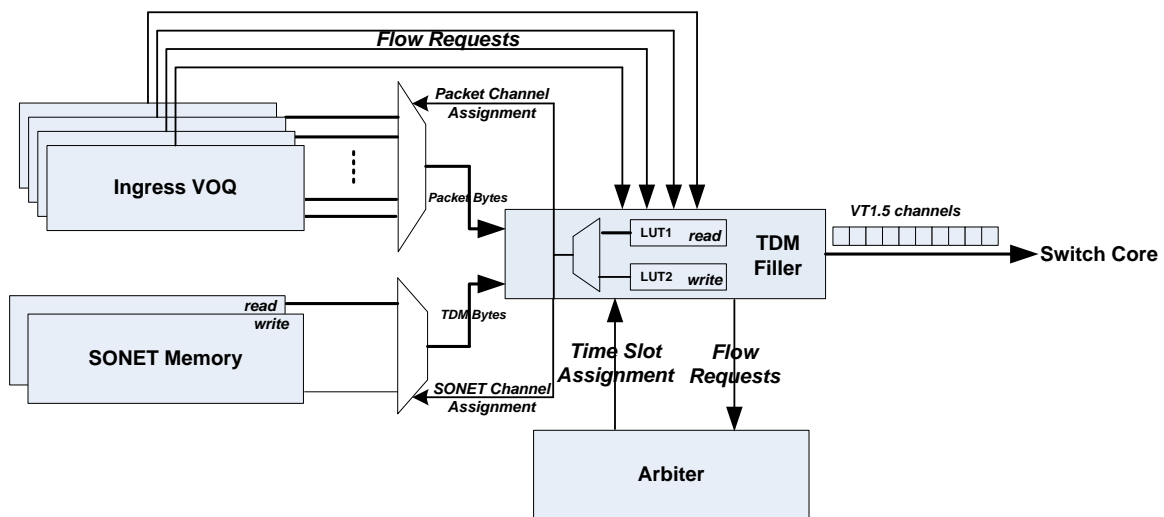 Flow Requests
Packet Channel
Assignment
Ingress VOQ
Packet Bytes
VT1.5 channels
LUT1
read
TDM
Filler
LUT2
write
Switch Core
read
write
SONET Memory
TDM Bytes
SONET Channel
Assignment
Time Slot
Assignment
Flow
Requests
Arbiter